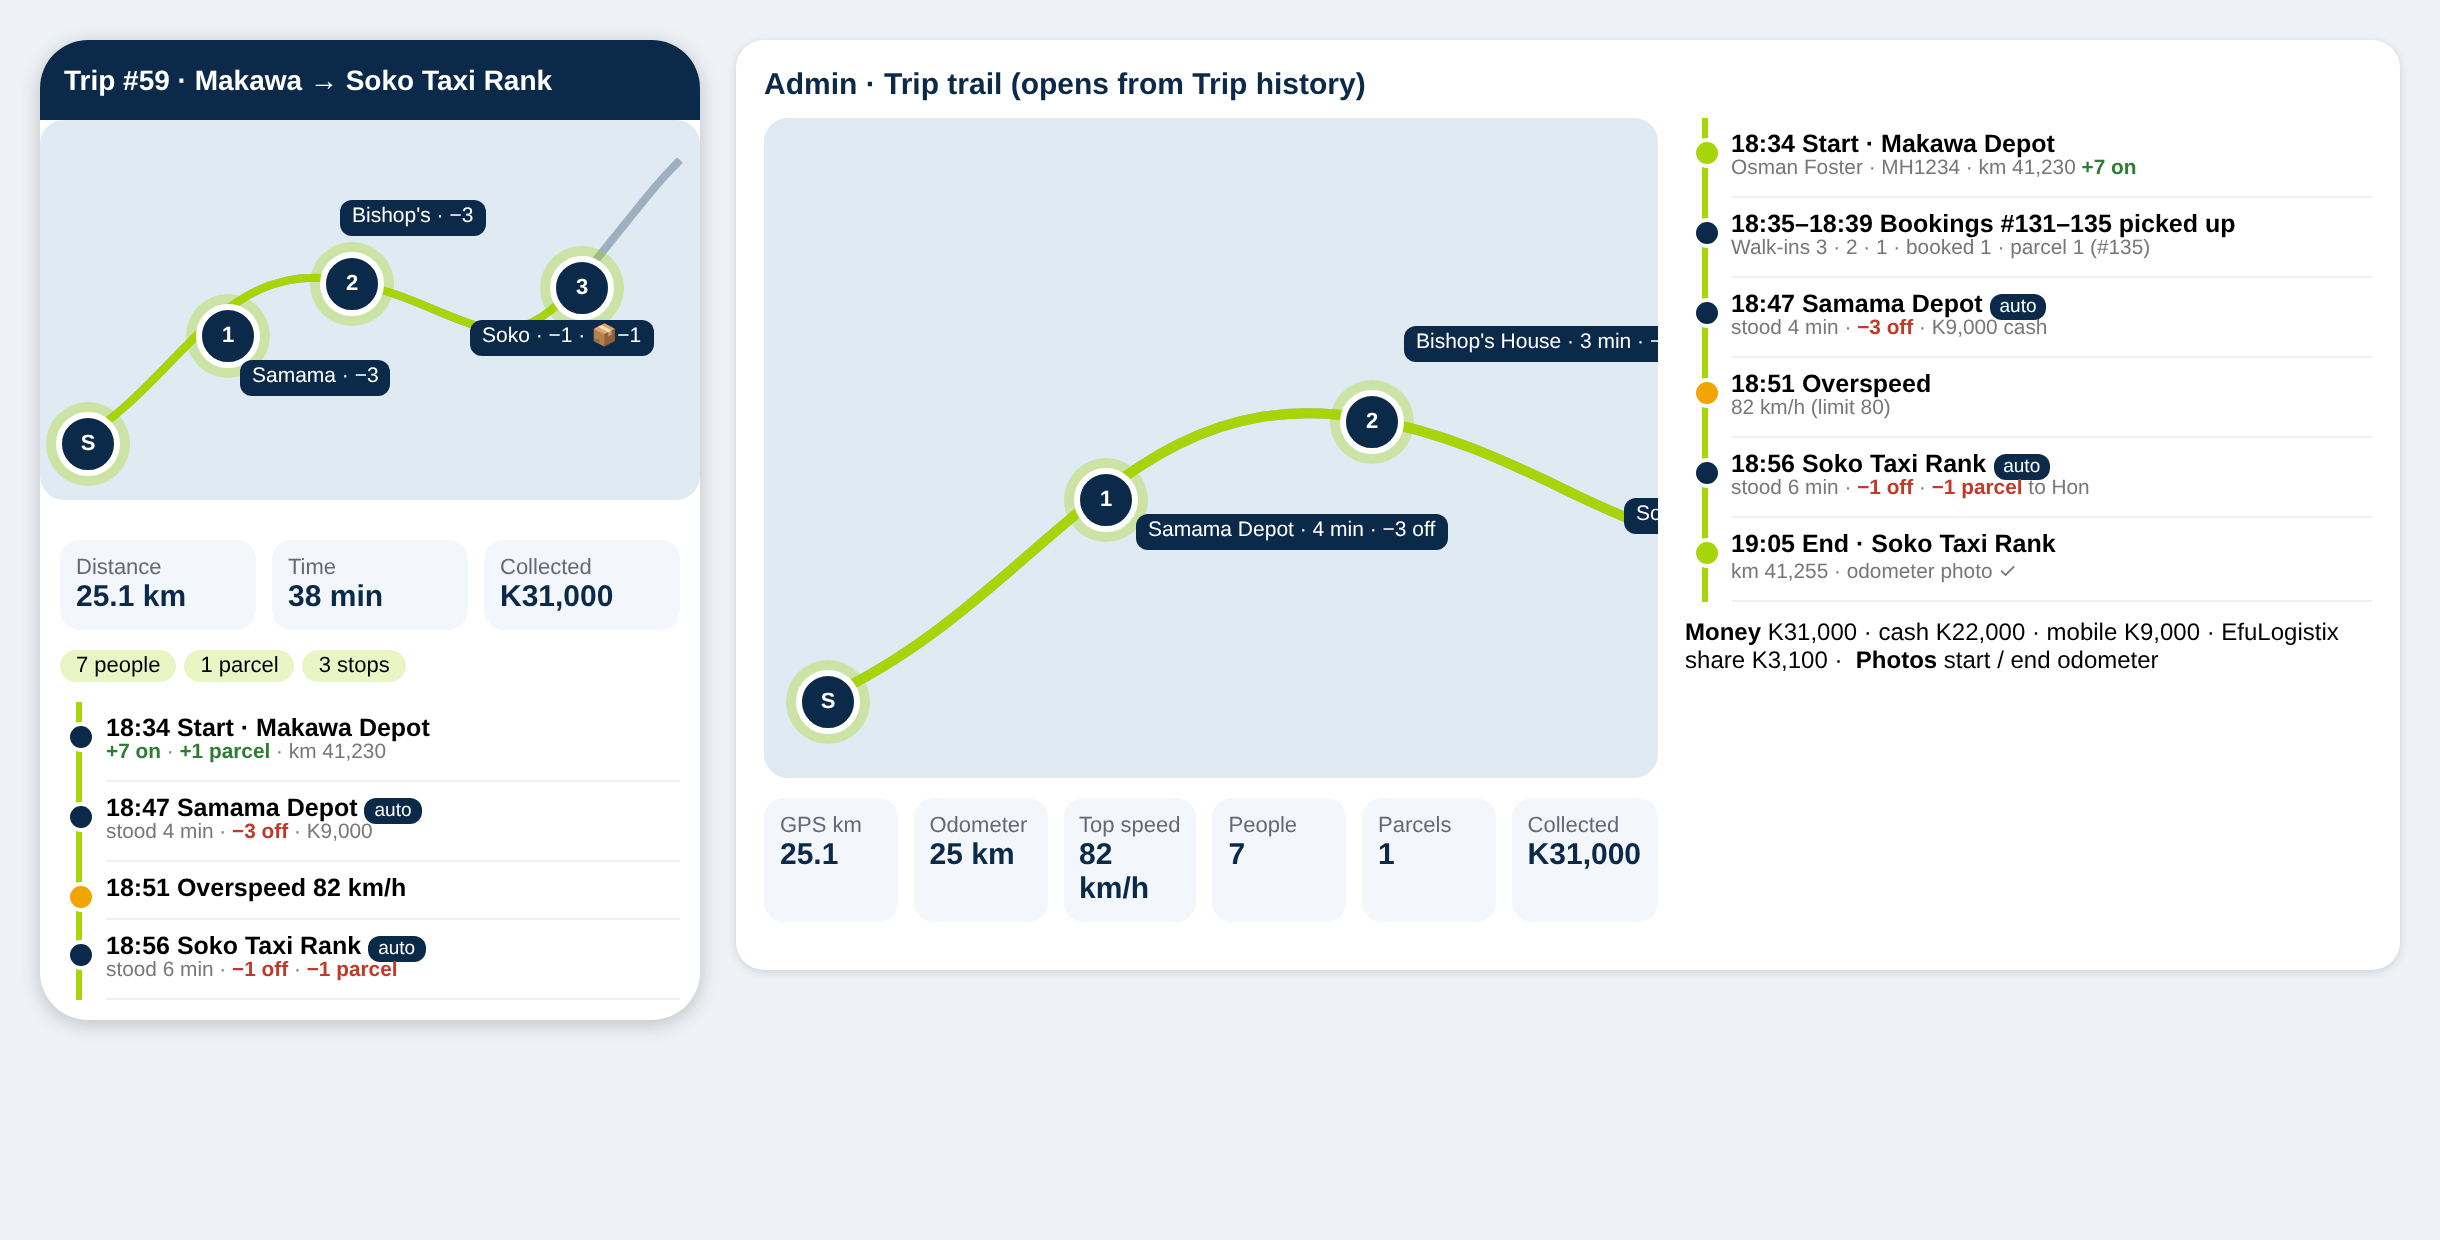 Trip #59 · Makawa → Soko Taxi Rank
Bishop's · −3
2
3
1
Soko · −1 · 📦−1
Samama · −3
S
Distance
25.1 km
Time
38 min
Collected
K31,000
7 people
1 parcel
3 stops
18:34 Start · Makawa Depot
+7 on · +1 parcel · km 41,230
18:47 Samama Depot auto
stood 4 min · −3 off · K9,000
18:51 Overspeed 82 km/h
18:56 Soko Taxi Rank auto
stood 6 min · −1 off · −1 parcel
Admin · Trip trail (opens from Trip history)
Bishop's House · 3 min · −
2
1
So
Samama Depot · 4 min · −3 off
S
GPS km
25.1
Odometer
25 km
Top speed
82
km/h
People
7
Parcels
1
Collected
K31,000
18:34 Start · Makawa Depot
Osman Foster · MH1234 · km 41,230 +7 on
18:35–18:39 Bookings #131–135 picked up
Walk-ins 3 · 2 · 1 · booked 1 · parcel 1 (#135)
18:47 Samama Depot auto
stood 4 min · −3 off · K9,000 cash
18:51 Overspeed
82 km/h (limit 80)
18:56 Soko Taxi Rank auto
stood 6 min · −1 off · −1 parcel to Hon
19:05 End · Soko Taxi Rank
km 41,255 · odometer photo ✓
Money K31,000 · cash K22,000 · mobile K9,000 · EfuLogistix
share K3,100 · Photos start / end odometer